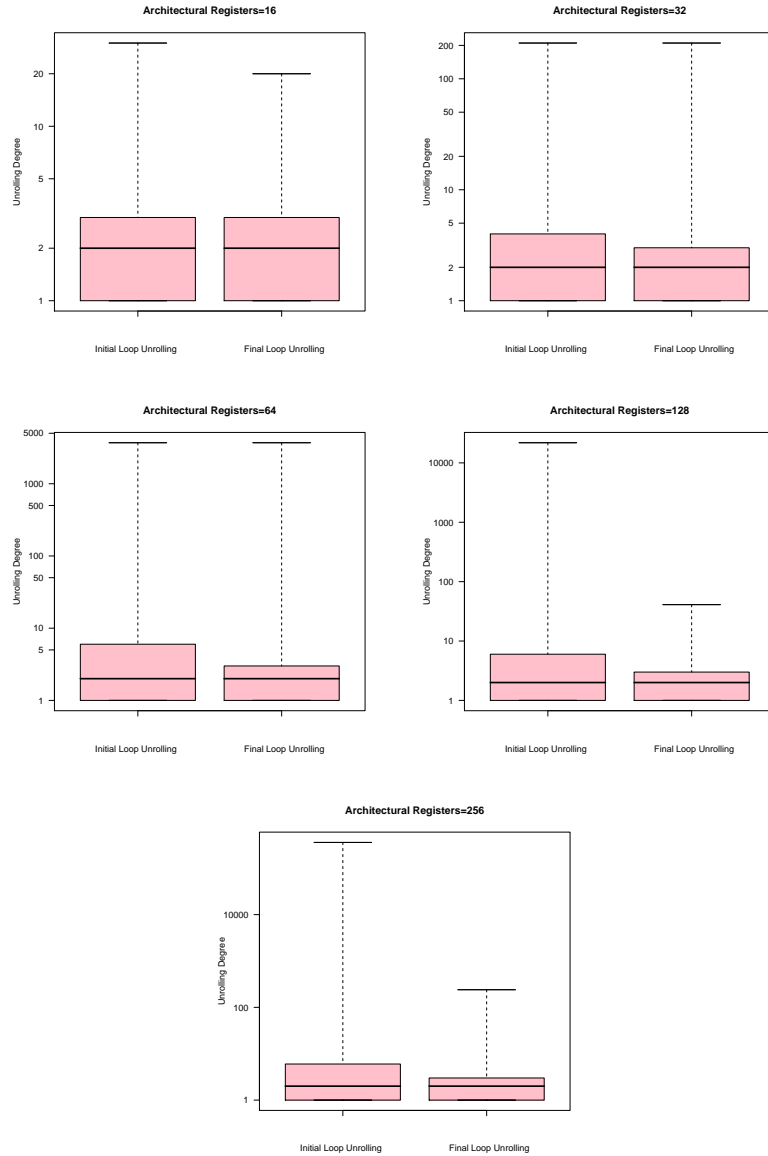 Architectural Registers=16
Unrolling Degree
20
10
5
2
1
Initial Loop Unrolling
Final Loop Unrolling
Architectural Registers=32
Unrolling Degree
200
100
50
20
10
5
2
1
Initial Loop Unrolling
Final Loop Unrolling
Architectural Registers=64
Unrolling Degree
5000
1000
500
100
50
10
5
1
Initial Loop Unrolling
Final Loop Unrolling
Architectural Registers=128
Unrolling Degree
10000
1000
100
10
1
Initial Loop Unrolling
Final Loop Unrolling
Architectural Registers=256
Unrolling Degree
10000
100
1
Initial Loop Unrolling
Final Loop Unrolling